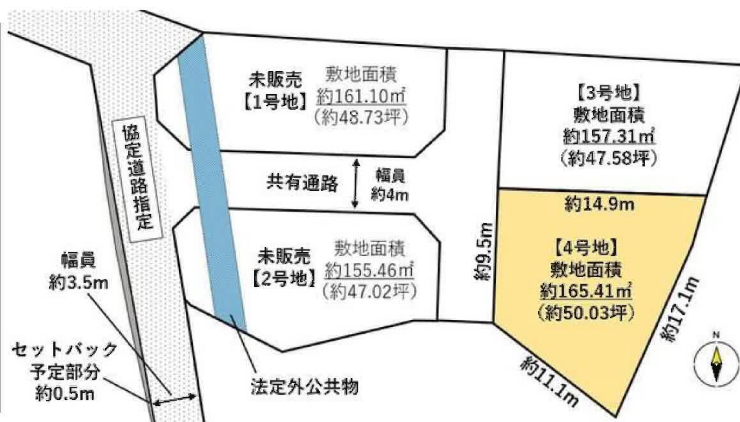 未販売
【1号地】
敷地面積
約161.10㎡
(約48.73坪)
【3号地】
敷地面積
約157.31㎡
(約47.58坪)
協定道路指定
共有通路
幅員
約4m
約14.9m
未販売
【2号地】
敷地面積
約155.46㎡
(約47.02坪)
約9.5m
【4号地】
敷地面積
約165.41㎡
(約50.03坪)
約17.1m
約11.1m
幅員
約3.5m
セットバック
予定部分
約0.5m
法定外公共物
N